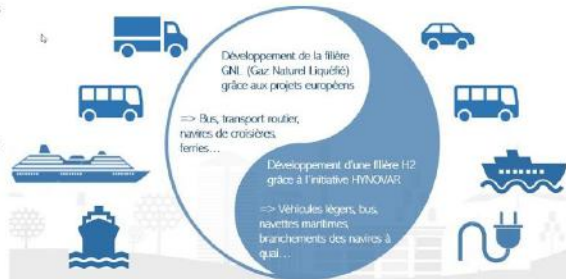 Développement de la filière
GNL (Gaz Naturel Liquéfié)
grâce aux projets européens
=> Bus, transport routier,
navires de croisières,
ferries...
Développement d'une filière H2
grâce à l'initiative HYNOVAR
=> Véhicules légers, bus,
navettes maritimes,
branchements des navires à
quai...